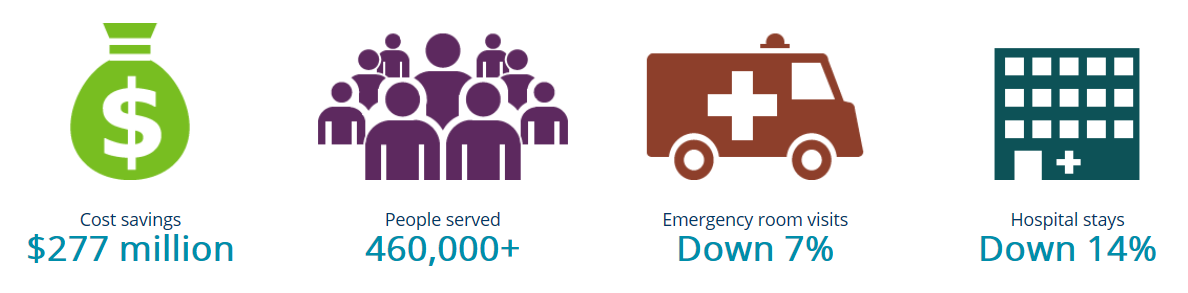 $
Cost savings
$277 million
People served
460,000+
Emergency room visits
Down 7%
Hospital stays
Down 14%